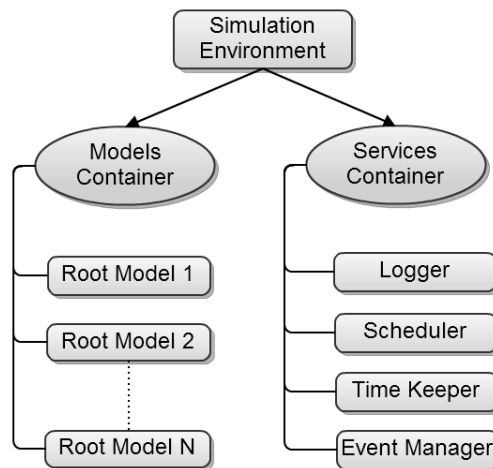 Simulation
Environment
Models
Container
Services
Container
Root Model 1
Root Model 2
Root Model N
Logger
Scheduler
Time Keeper
Event Manager